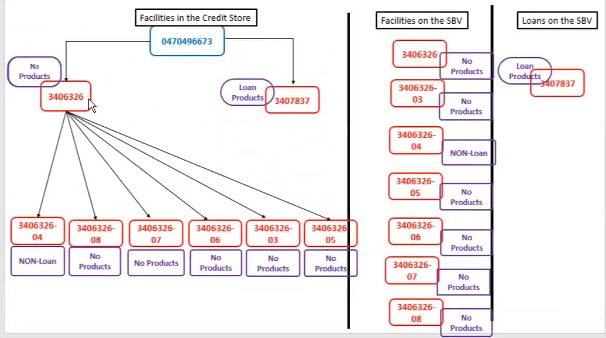 Facilities in the Credit Store
Facilities on the SBV
Loans on the SBV
0470496673
No
Products
3406326
Loan
Products
3407837
3406326-
04
NON-Loan
3406326-
08
No
Products
3406326-
07
No Products
3406326-
06
No
Products
3406326-
03
No
Products
3406326-
05
No
Products
3406326
No
Products
3406326-
03
No
Products
3406326-
04
NON-Loan
3406326-
05
No
Products
3406326-
06
No
Products
3406326-
07
No
Products
3406326-
08
No
Products
Loan
Products
3407837